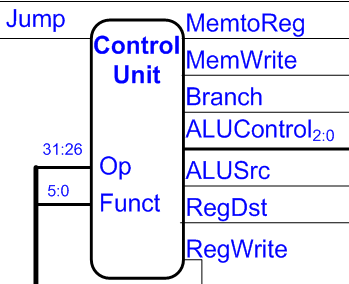 Jump
MemtoReg
Control
Unit
MemWrite
Branch
ALUControl2:0
31:26
Op
ALUSrc
5:0
Funct
RegDst
RegWrite